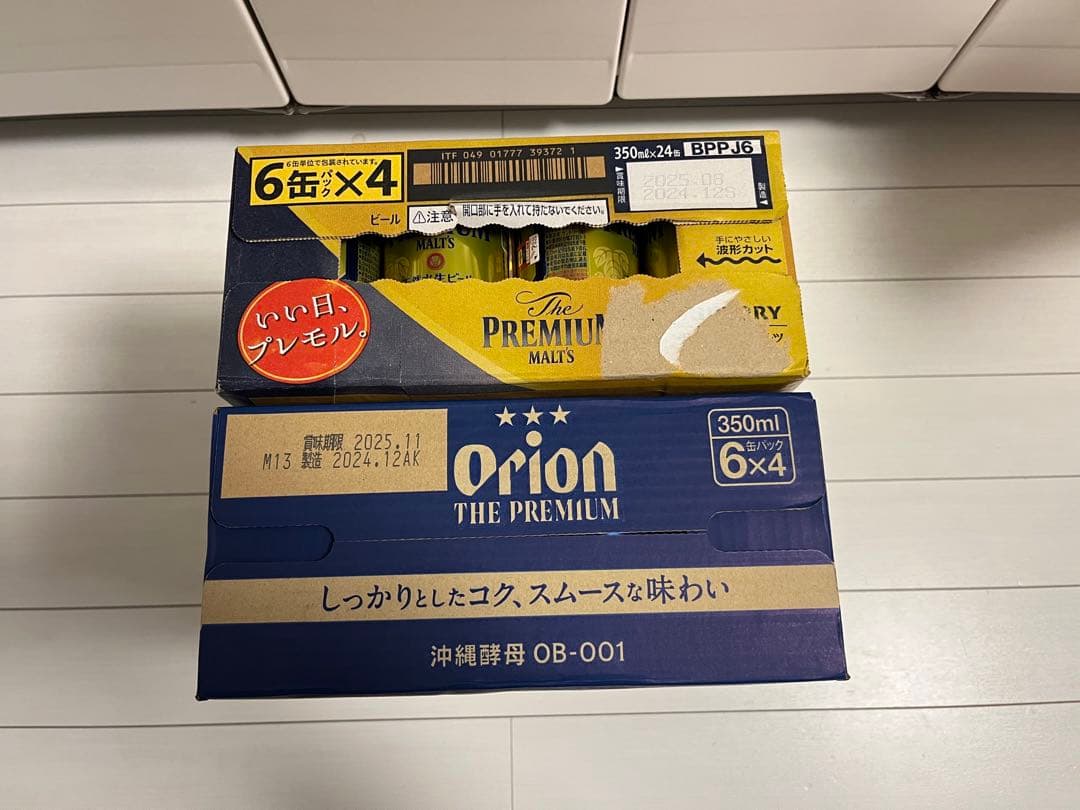 6缶単位で包装されています。
6缶パック×4
ITF 049 01777 39372 1
350ml×24缶 BPPJ6
賞味期限
2025.08
2024.12S
製造
ビール
⚠注意 開口部に手を入れて持たないでください。
手にやさしい
波形カット
MALT'S
いい日、
プレモル。
The
PREMIUM
MALT'S
RY
賞味期限 2025.11
M13 製造 2024.12AK
★★★
Orion
THE PREMIUM
350ml
6缶パック×4
しっかりとしたコク、スムースな味わい
沖縄酵母 OB-001